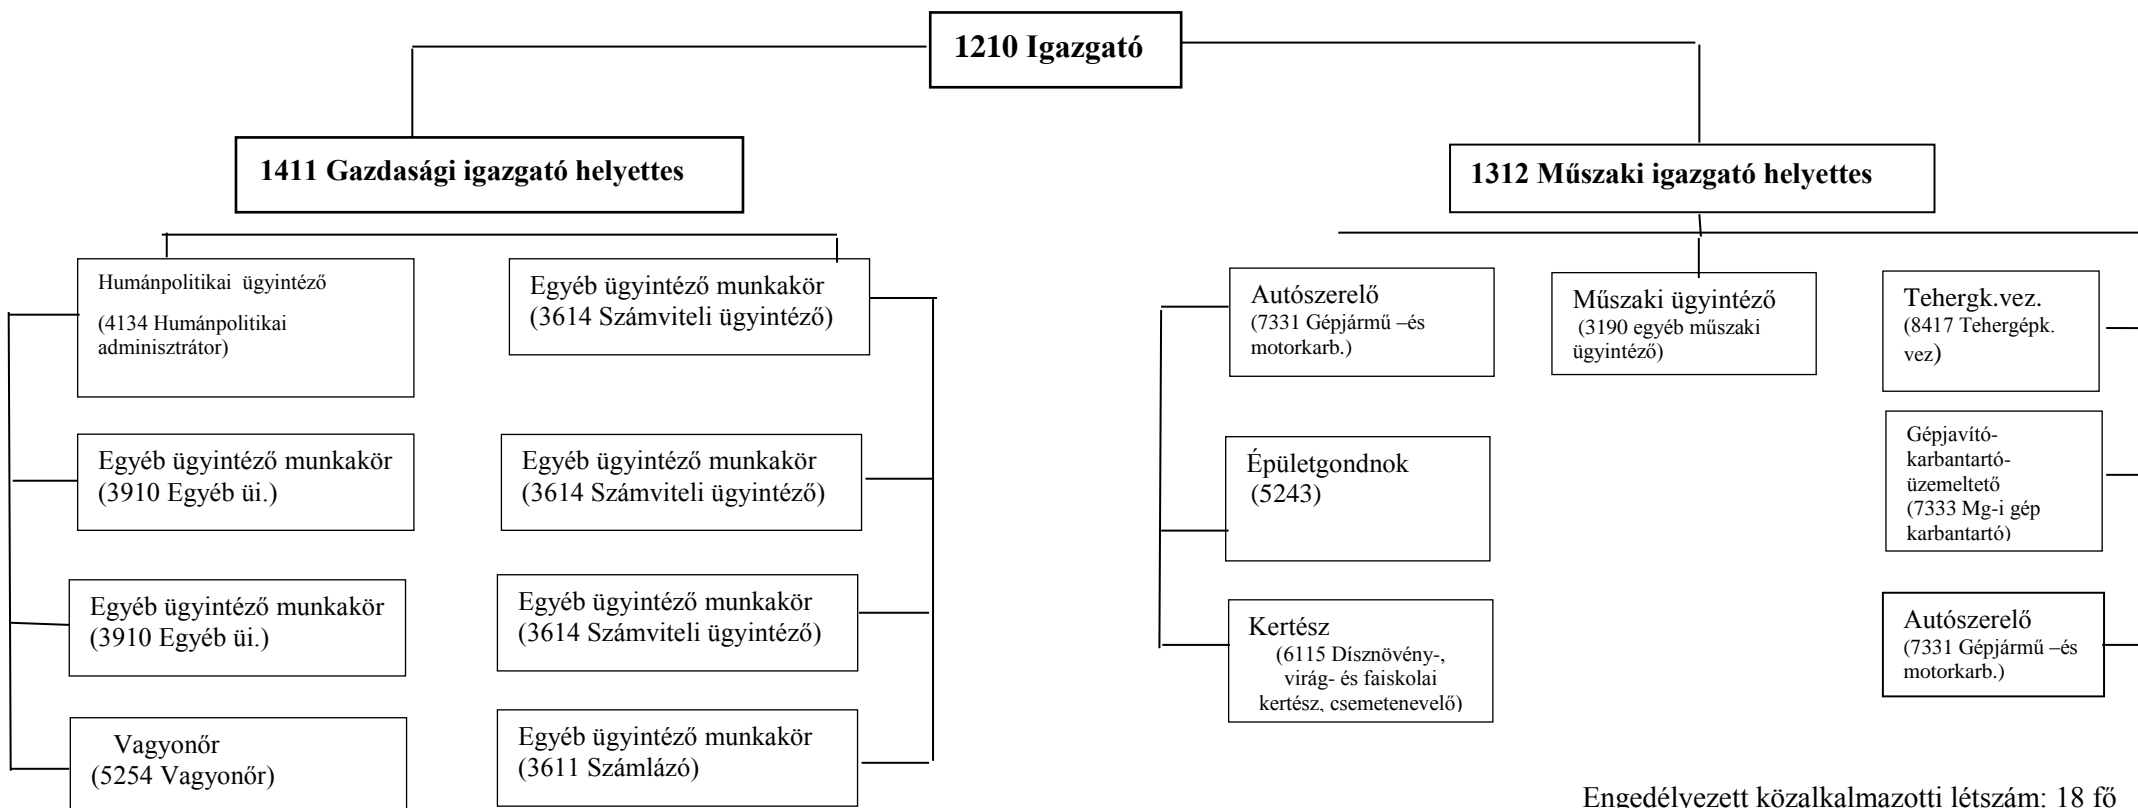 1210 Igazgató
1411 Gazdasági igazgató helyettes
1312 Műszaki igazgató helyettes
Humánpolitikai ügyintéző
(4134 Humánpolitikai
adminisztrátor)
Egyéb ügyintéző munkakör
(3910 Egyéb üi.)
Egyéb ügyintéző munkakör
(3910 Egyéb üi.)
Vagyonőr
(5254 Vagyonőr)
Egyéb ügyintéző munkakör
(3614 Számviteli ügyintéző)
Egyéb ügyintéző munkakör
(3614 Számviteli ügyintéző)
Egyéb ügyintéző munkakör
(3614 Számviteli ügyintéző)
Egyéb ügyintéző munkakör
(3611 Számlázó)
Autószerelő
(7331 Gépjármű –és
motorkarb.)
Épületgondnok
(5243)
Kertész
(6115 Dísznövény-,
virág- és faiskolai
kertész, csemetenevelő)
Műszaki ügyintéző
(3190 egyéb műszaki
ügyintéző)
Tehergk.vez.
(8417 Tehergépk.
vez)
Gépjavító-
karbantartó-
üzemeltető
(7333 Mg-i gép
karbantartó)
Autószerelő
(7331 Gépjármű –és
motorkarb.)
Engedélyezett közalkalmazotti létszám: 18 fő